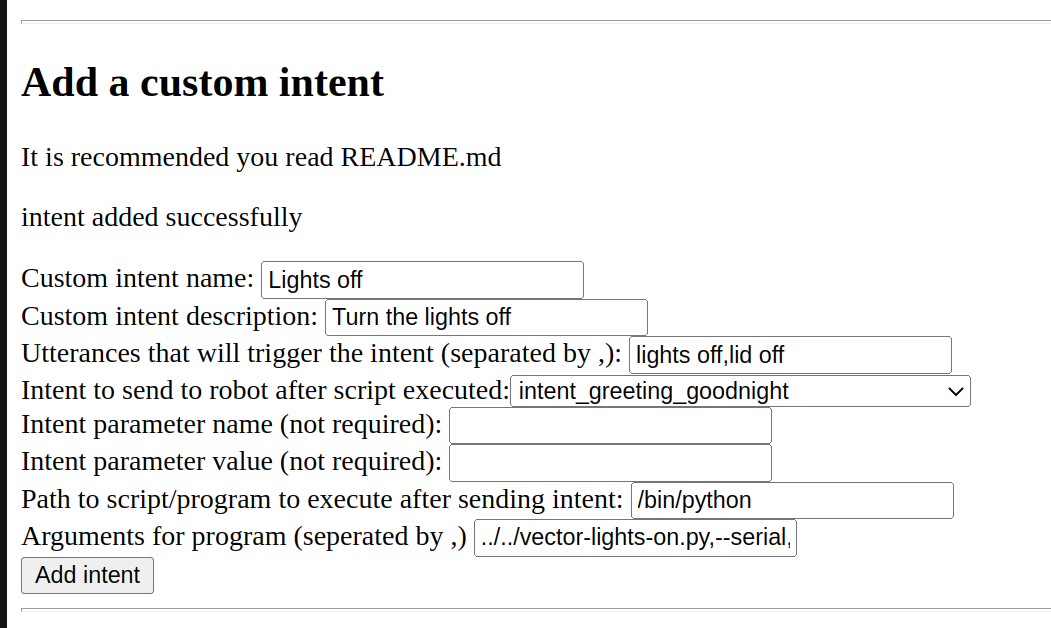 Add a custom intent
It is recommended you read README.md
intent added successfully
Custom intent name: Lights off
Custom intent description: Turn the lights off
Utterances that will trigger the intent (separated by ,): lights off,lid off
Intent to send to robot after script executed: intent_greeting_goodnight
Intent parameter name (not required):
Intent parameter value (not required):
Path to script/program to execute after sending intent: /bin/python
Arguments for program (seperated by ,) ../../vector-lights-on.py,--serial,
Add intent